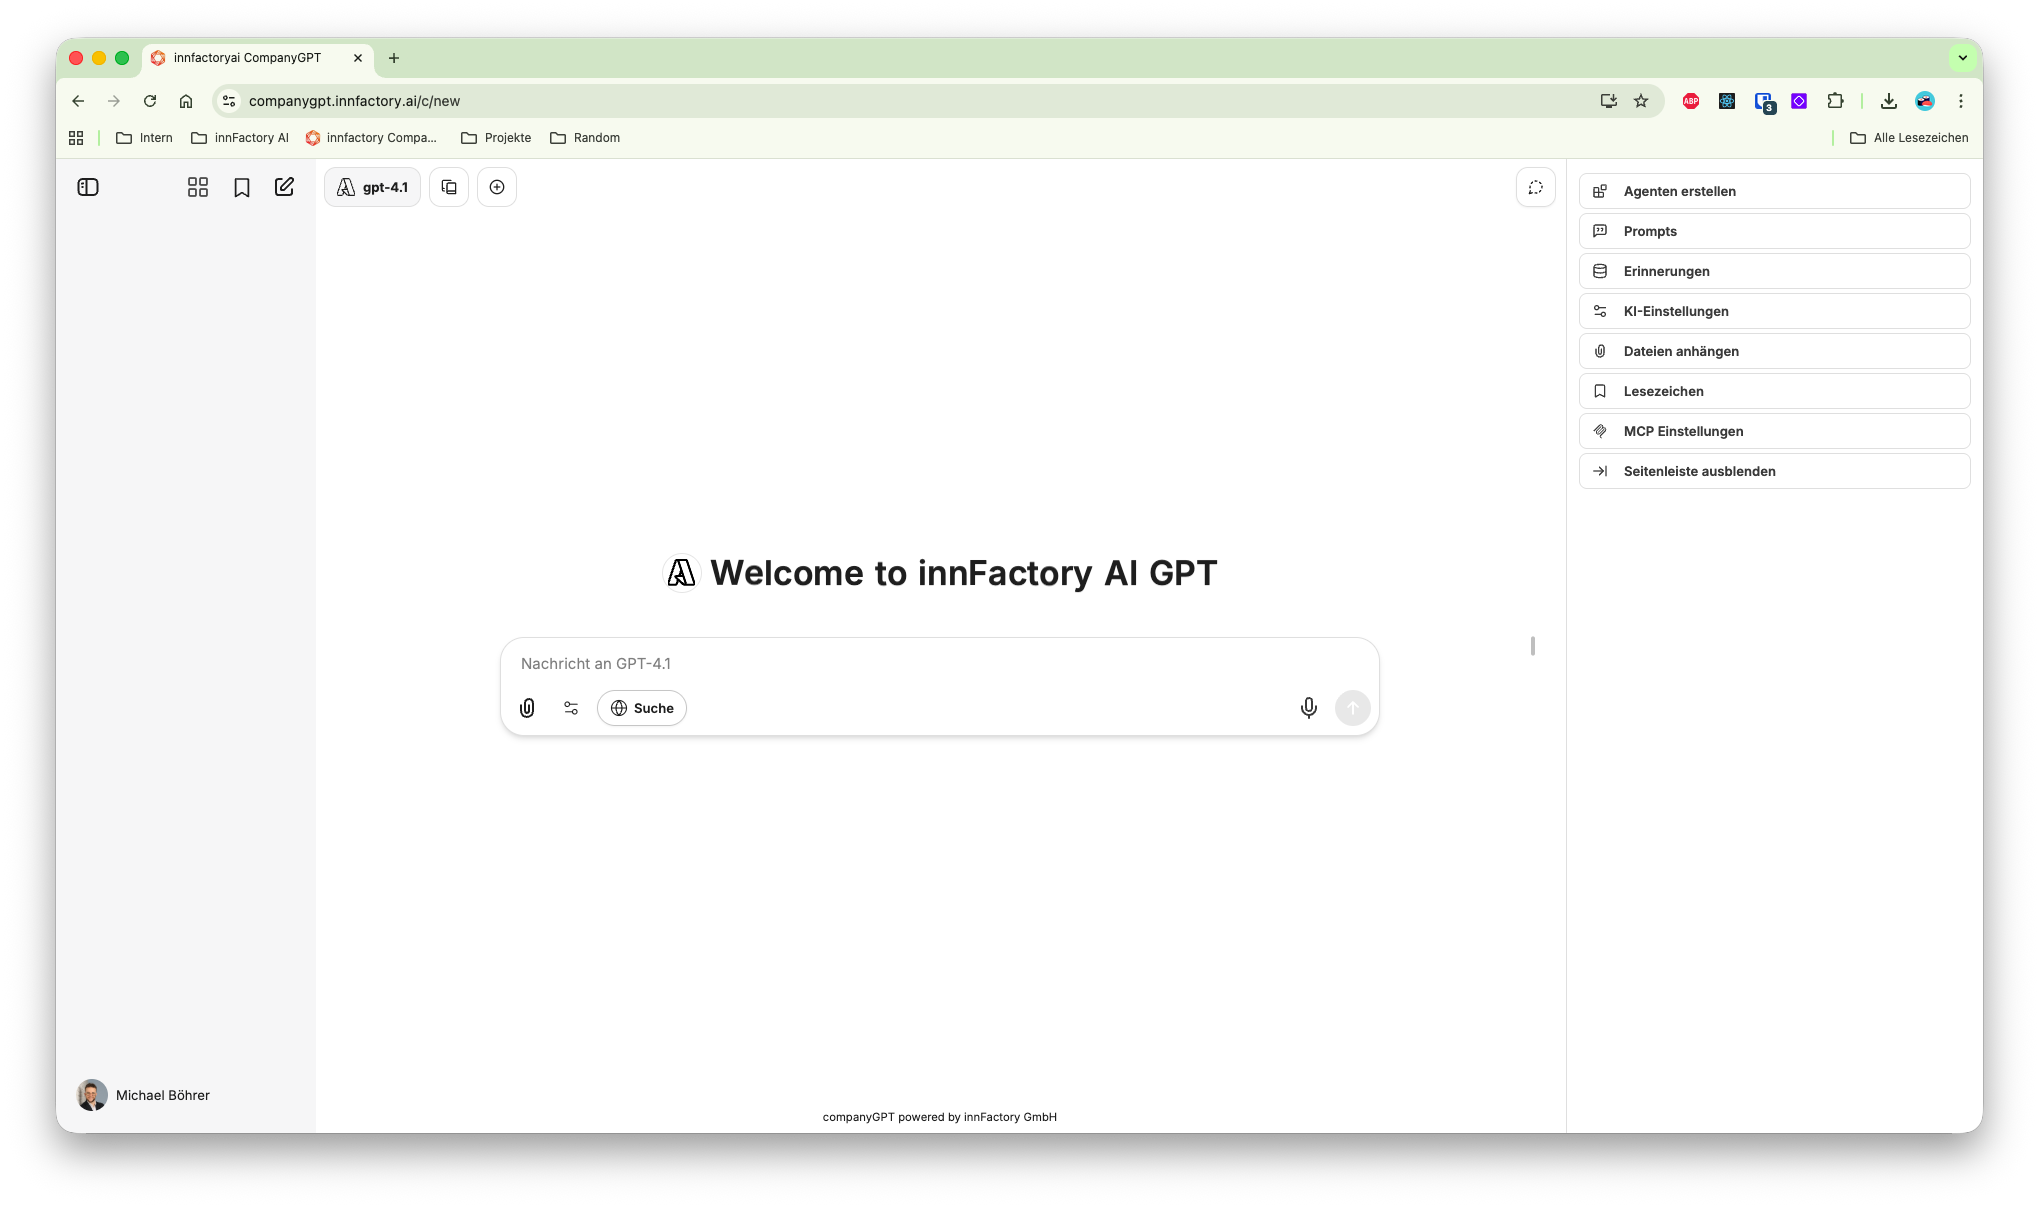 innfactoryai CompanyGPT
companygpt.innfactory.ai/c/new
ABP
3
Intern
innFactory AI
innfactory Compa...
Projekte
Random
Alle Lesezeichen
gpt-4.1
Agenten erstellen
Prompts
Erinnerungen
KI-Einstellungen
Dateien anhängen
Lesezeichen
MCP Einstellungen
Seitenleiste ausblenden
Welcome to innFactory AI GPT
Nachricht an GPT-4.1
Suche
Michael Böhrer
companyGPT powered by innFactory GmbH